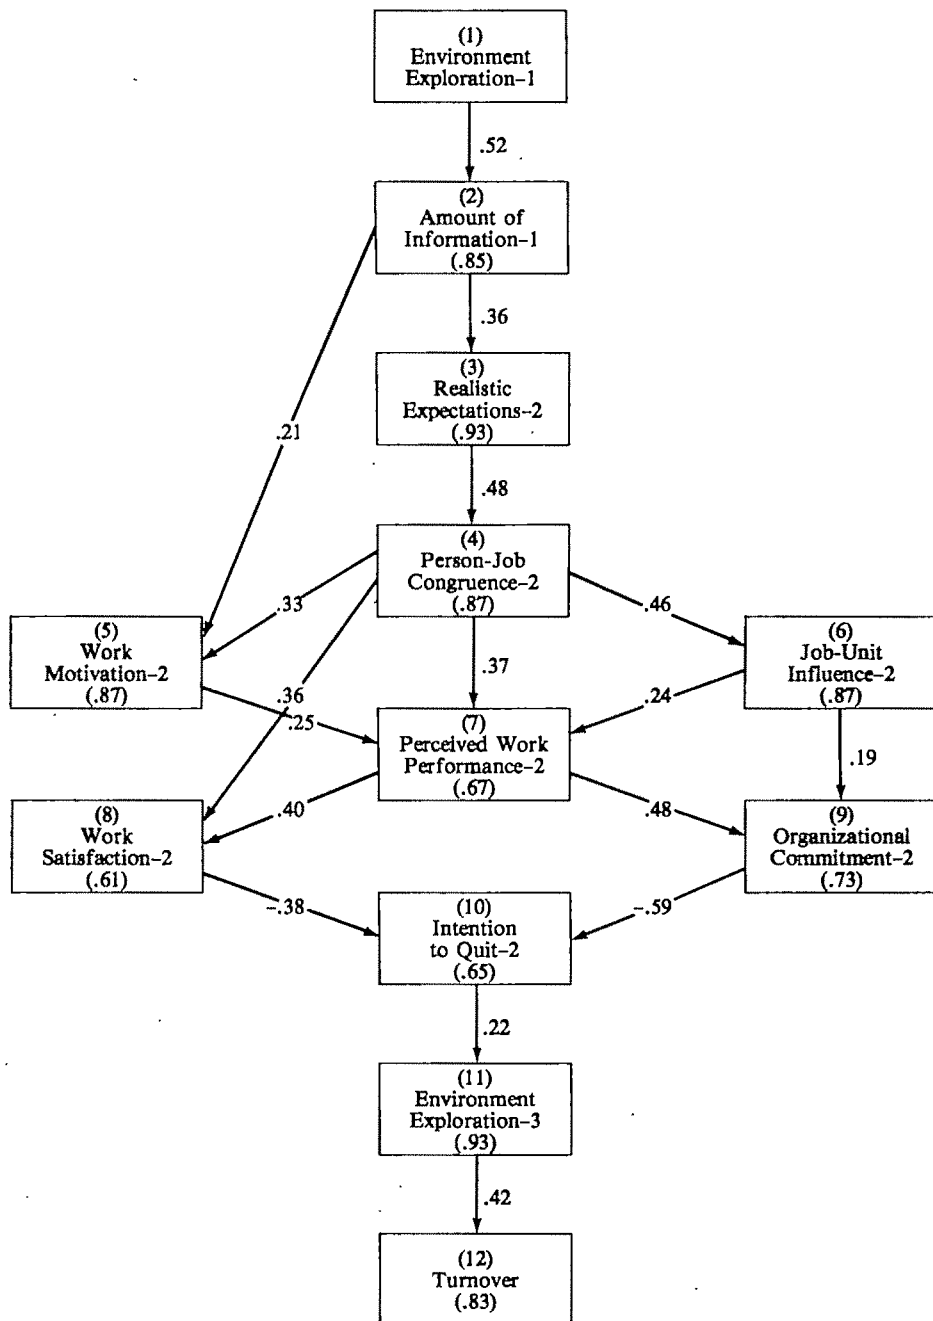 (1)
Environment
Exploration–1
.52
(2)
Amount of
Information–1
(.85)
.36
(3)
Realistic
Expectations–2
(.93)
.21
.48
(4)
Person-Job
Congruence–2
(.87)
.33
.46
(5)
Work
Motivation–2
(.87)
.37
(6)
Job-Unit
Influence–2
(.87)
.36
.25
.24
(7)
Perceived Work
Performance–2
(.67)
.19
.40
.48
(8)
Work
Satisfaction–2
(.61)
(9)
Organizational
Commitment–2
(.73)
–.38
–.59
(10)
Intention
to Quit–2
(.65)
.22
(11)
Environment
Exploration–3
(.93)
.42
(12)
Turnover
(.83)